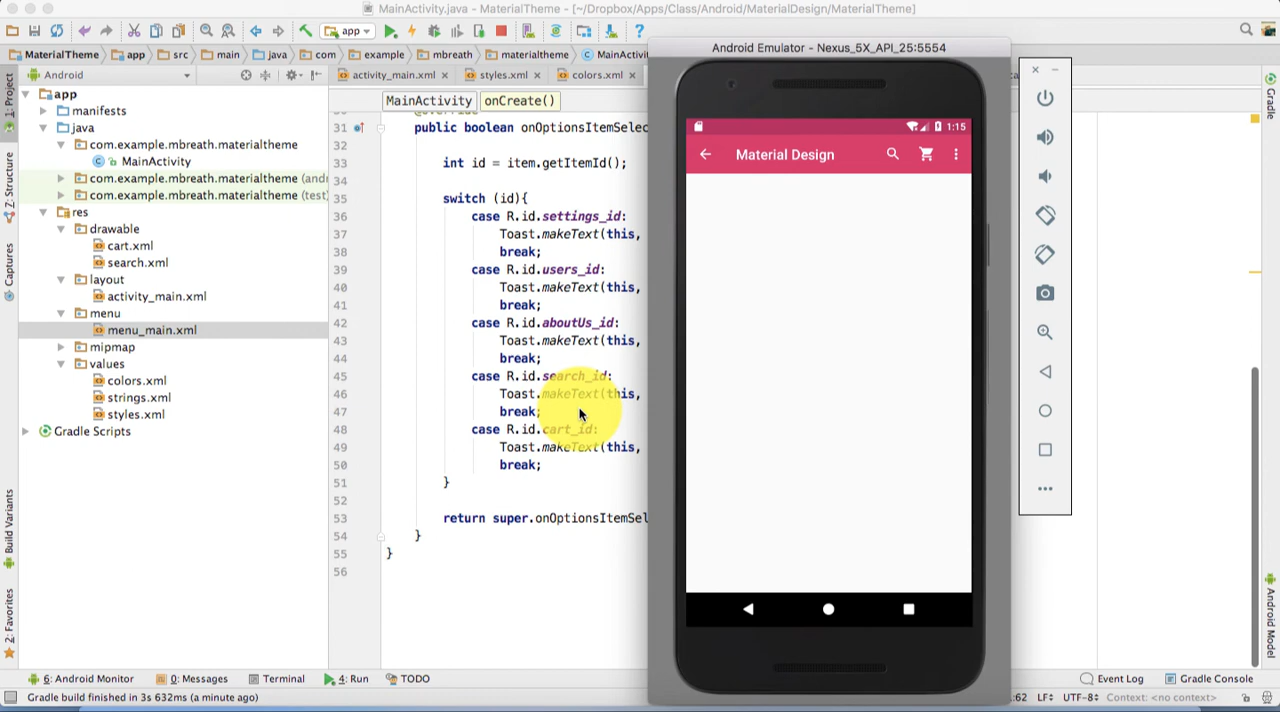 MainActivity.java - MaterialTheme - [~/Dropbox/Apps/Class/Android/MaterialDesign/MaterialTheme]
app
MaterialTheme
app
src
main
java
com
example
mbreath
materialtheme
MainActivi
Android
activity_main.xml
styles.xml
colors.xml
1: Project
Z: Structure
Captures
Build Variants
2: Favorites
app
manifests
java
com.example.mbreath.materialtheme
MainActivity
com.example.mbreath.materialtheme (and
com.example.mbreath.materialtheme (test)
res
drawable
cart.xml
search.xml
layout
activity_main.xml
menu
menu_main.xml
mipmap
values
colors.xml
strings.xml
styles.xml
Gradle Scripts
MainActivity
onCreate()
31 public boolean onOptionsItemSelec
32
33 int id = item.getItemId();
34
35 switch (id){
36 case R.id.settings_id:
37 Toast.makeText(this,
38 break;
39 case R.id.users_id:
40 Toast.makeText(this,
41 break;
42 case R.id.aboutUs_id:
43 Toast.makeText(this,
44 break;
45 case R.id.search_id:
46 Toast.makeText(this,
47 break;
48 case R.id.cart_id:
49 Toast.makeText(this,
50 break;
51 }
52
53 return super.onOptionsItemSel
54 }
55 }
56
Android Emulator - Nexus_5X_API_25:5554
1:15
Material Design
Gradle
Android Model
6: Android Monitor
0: Messages
Terminal
4: Run
TODO
Event Log
Gradle Console
Gradle build finished in 3s 632ms (a minute ago)
:62
LF
UTF-8
Context: <no context>